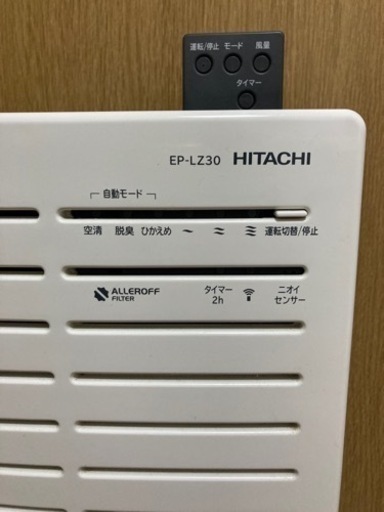 運転/停止 モード 風量
タイマー
EP-LZ30 HITACHI
自動モード
空清 脱臭 ひかえめ 運転切替/停止
ALLEROFF
FILTER
タイマー
2h
ニオイ
センサー